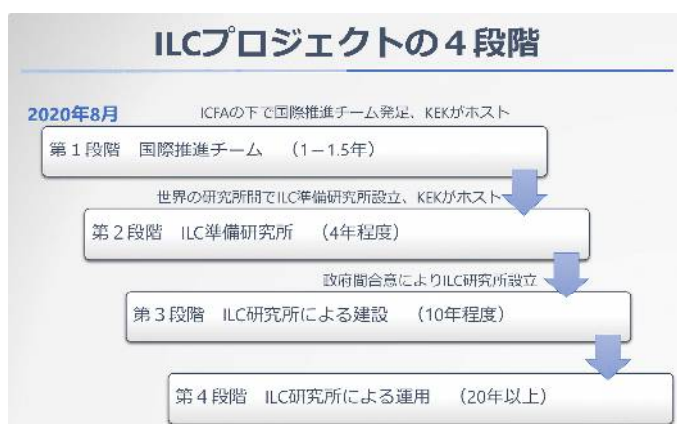 ILCプロジェクトの４段階
2020年8月
ICFAの下で国際推進チーム発足、KEKがホスト
第１段階　国際推進チーム　（1－1.5年）
世界の研究所間でILC準備研究所設立、KEKがホスト
第２段階　ILC準備研究所　（4年程度）
政府間合意によりILC研究所設立
第３段階　ILC研究所による建設　（10年程度）
第４段階　ILC研究所による運用　（20年以上）